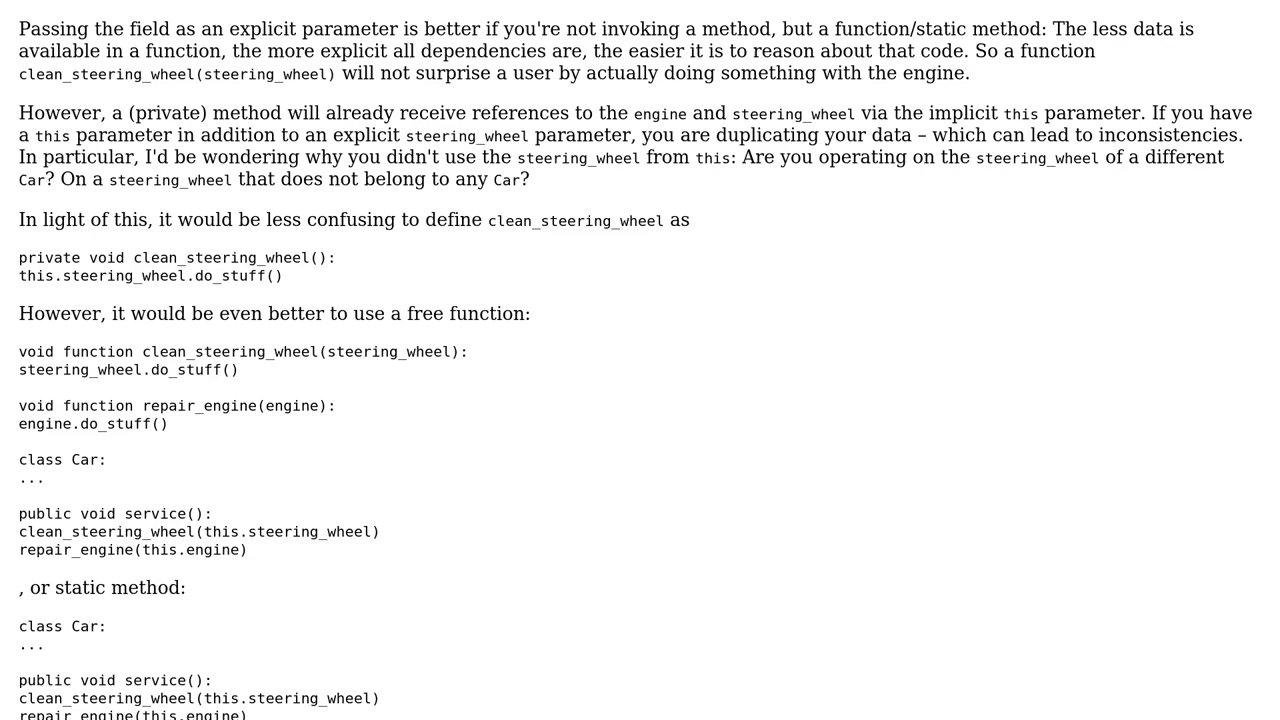 Passing the field as an explicit parameter is better if you're not invoking a method, but a function/static method: The less data is
available in a function, the more explicit all dependencies are, the easier it is to reason about that code. So a function
clean_steering_wheel(steering_wheel) will not surprise a user by actually doing something with the engine.
However, a (private) method will already receive references to the engine and steering_wheel via the implicit this parameter. If you have
a this parameter in addition to an explicit steering_wheel parameter, you are duplicating your data – which can lead to inconsistencies.
In particular, I'd be wondering why you didn't use the steering_wheel from this: Are you operating on the steering_wheel of a different
Car? On a steering_wheel that does not belong to any Car?
In light of this, it would be less confusing to define clean_steering_wheel as
private void clean_steering_wheel():
this.steering_wheel.do_stuff()
However, it would be even better to use a free function:
void function clean_steering_wheel(steering_wheel):
steering_wheel.do_stuff()
void function repair_engine(engine):
engine.do_stuff()
class Car:
...
public void service():
clean_steering_wheel(this.steering_wheel)
repair_engine(this.engine)
, or static method:
class Car:
...
public void service():
clean_steering_wheel(this.steering_wheel)
repair_engine(this.engine)